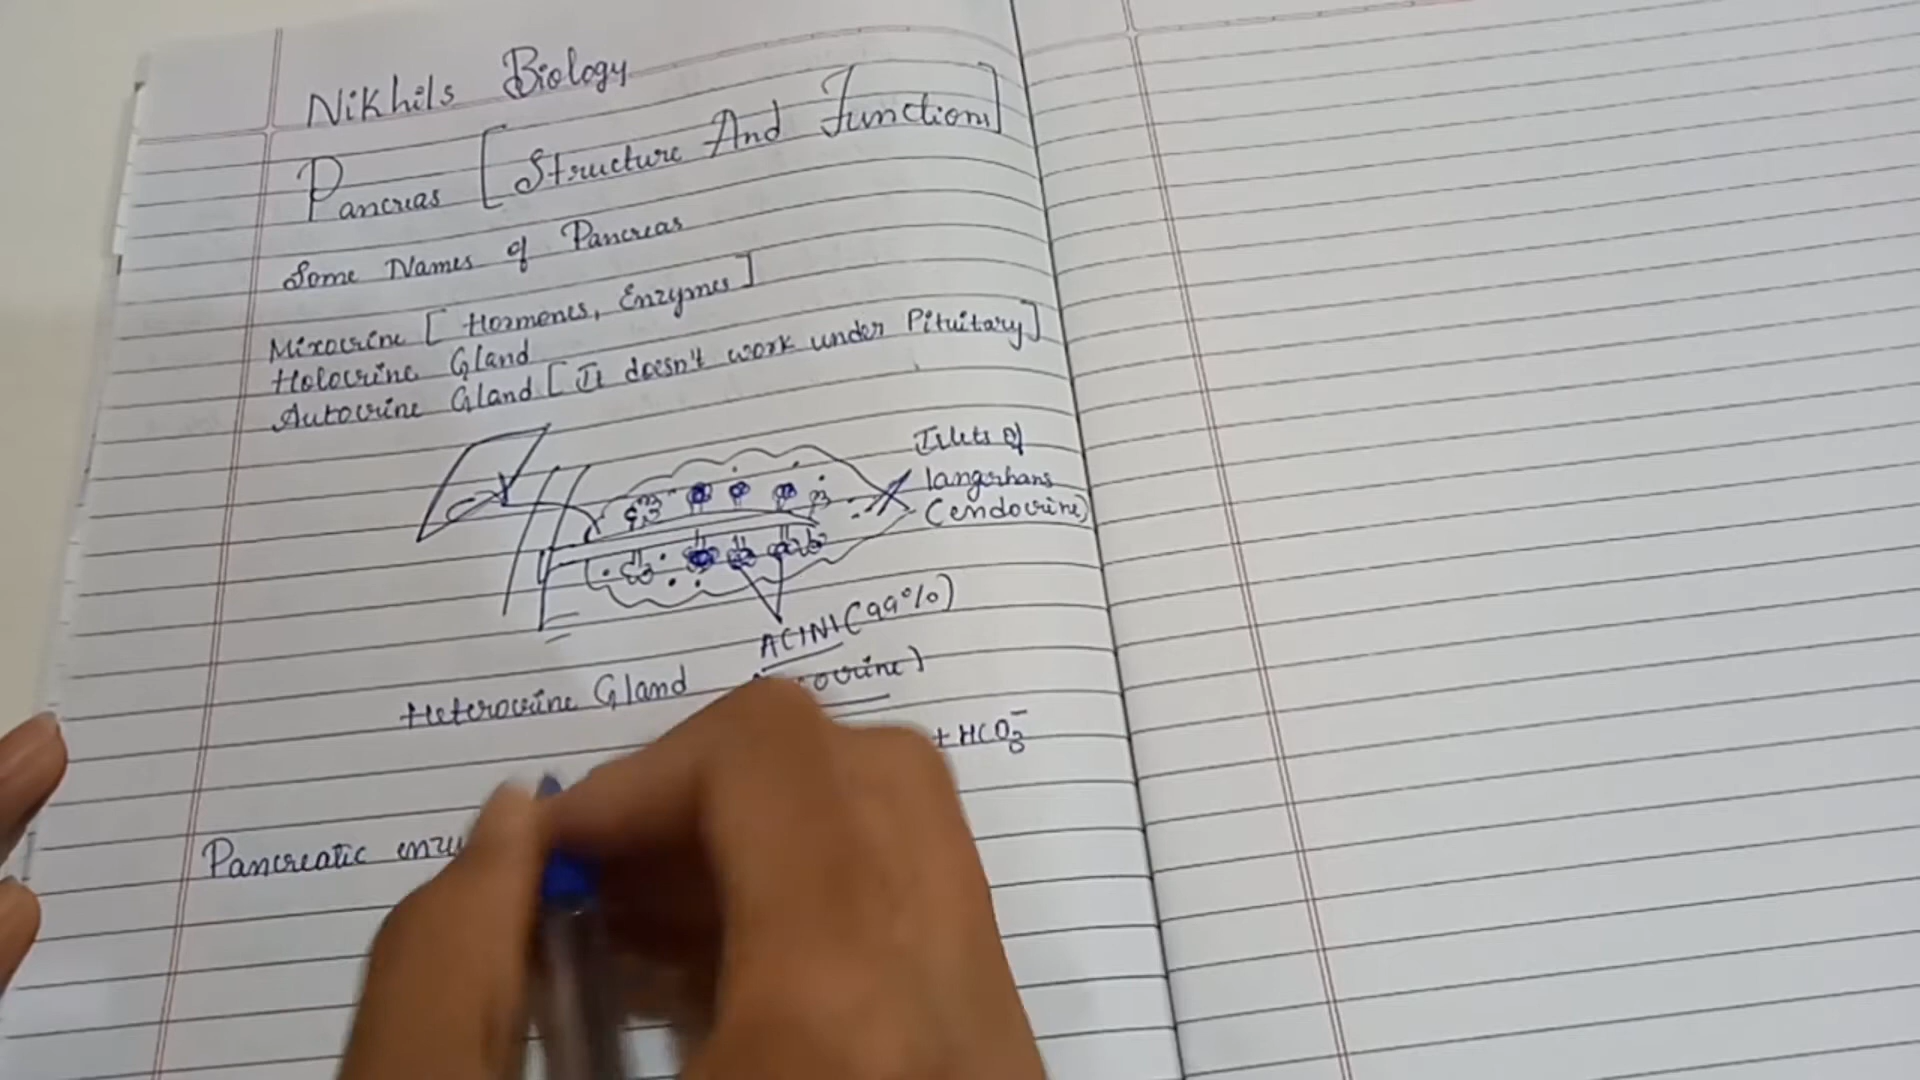 Nikhils Biology
Pancreas [Structure And Function]
Some Names of Pancreas
Mixocrine [Hormones, Enzymes]
Holocrine Gland
Autocrine Gland [It doesn't work under Pituitary]
Islets of
langerhans
(endocrine)
ACINI (99%)
Heterocrine Gland
+ HCO3-
Pancreatic